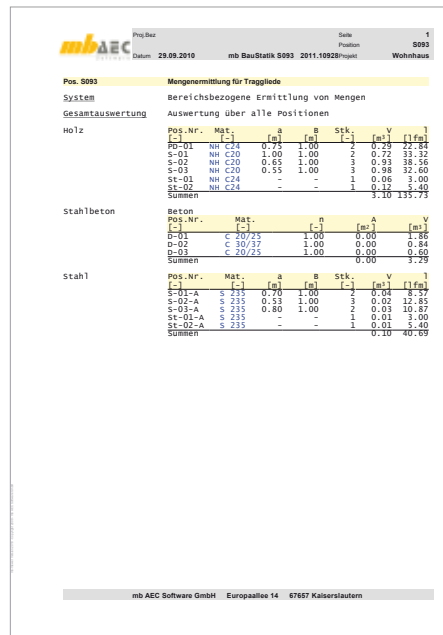 mbAEC
Software
Proj.Bez Seite 1
Position S093
Datum 29.09.2010 mb BauStatik S093 2011.10928 Projekt Wohnhaus
Pos. S093 Mengenermittlung für Traggliede
System Bereichsbezogene Ermittlung von Mengen
Gesamtauswertung Auswertung über alle Positionen
Holz Pos.Nr. Mat. a B Stk. V l
[-] [-] [m] [m] [-] [m³] [lfm]
PD-01 NH C24 0.75 1.00 2 0.29 22.84
S-01 NH C24 1.00 1.00 2 0.72 33.32
S-02 NH C24 0.65 1.00 3 0.93 38.56
S-03 NH C24 0.55 1.00 3 0.98 32.60
St-01 NH C24 – – 1 0.06 3.00
St-02 NH C24 – – 1 0.12 5.40
Summen 3.10 135.73
Stahlbeton Beton
Pos.Nr. Mat. n A V
[-] [-] [-] [m²] [m³]
D-01 C 20/25 1.00 0.00 1.86
D-02 C 30/37 1.00 0.00 0.84
D-03 C 20/25 1.00 0.00 0.60
Summen 0.00 3.29
Stahl Pos.Nr. Mat. a B Stk. V l
[-] [-] [m] [m] [-] [m³] [lfm]
S-01-A S 235 0.70 1.00 2 0.04 8.57
S-02-A S 235 0.53 1.00 3 0.02 12.85
S-03-A S 235 0.80 1.00 2 0.03 10.87
St-01-A S 235 – – 1 0.01 3.00
St-02-A S 235 – – 1 0.01 5.40
Summen 0.10 40.69
mb AEC Software GmbH Europaallee 14 67657 Kaiserslautern